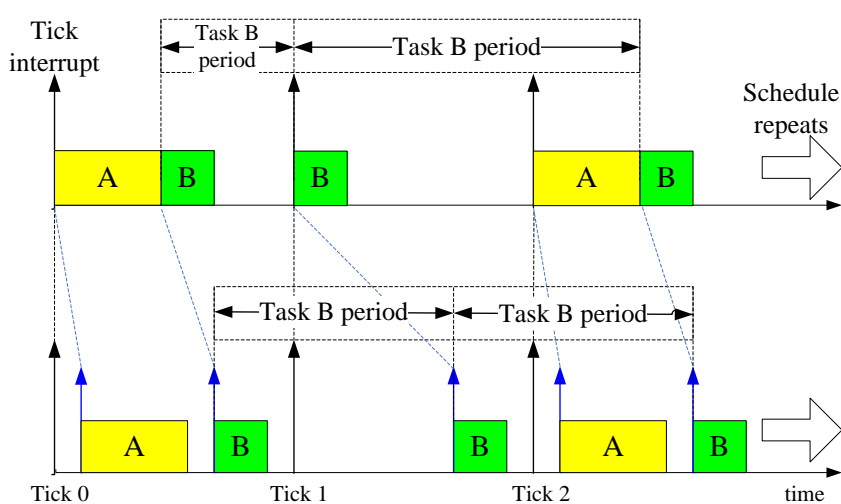 Tick
interrupt
Task B
period
Task B period
Schedule
repeats
A
B
B
A
B
Task B period
Task B period
A
B
B
A
B
Tick 0
Tick 1
Tick 2
time